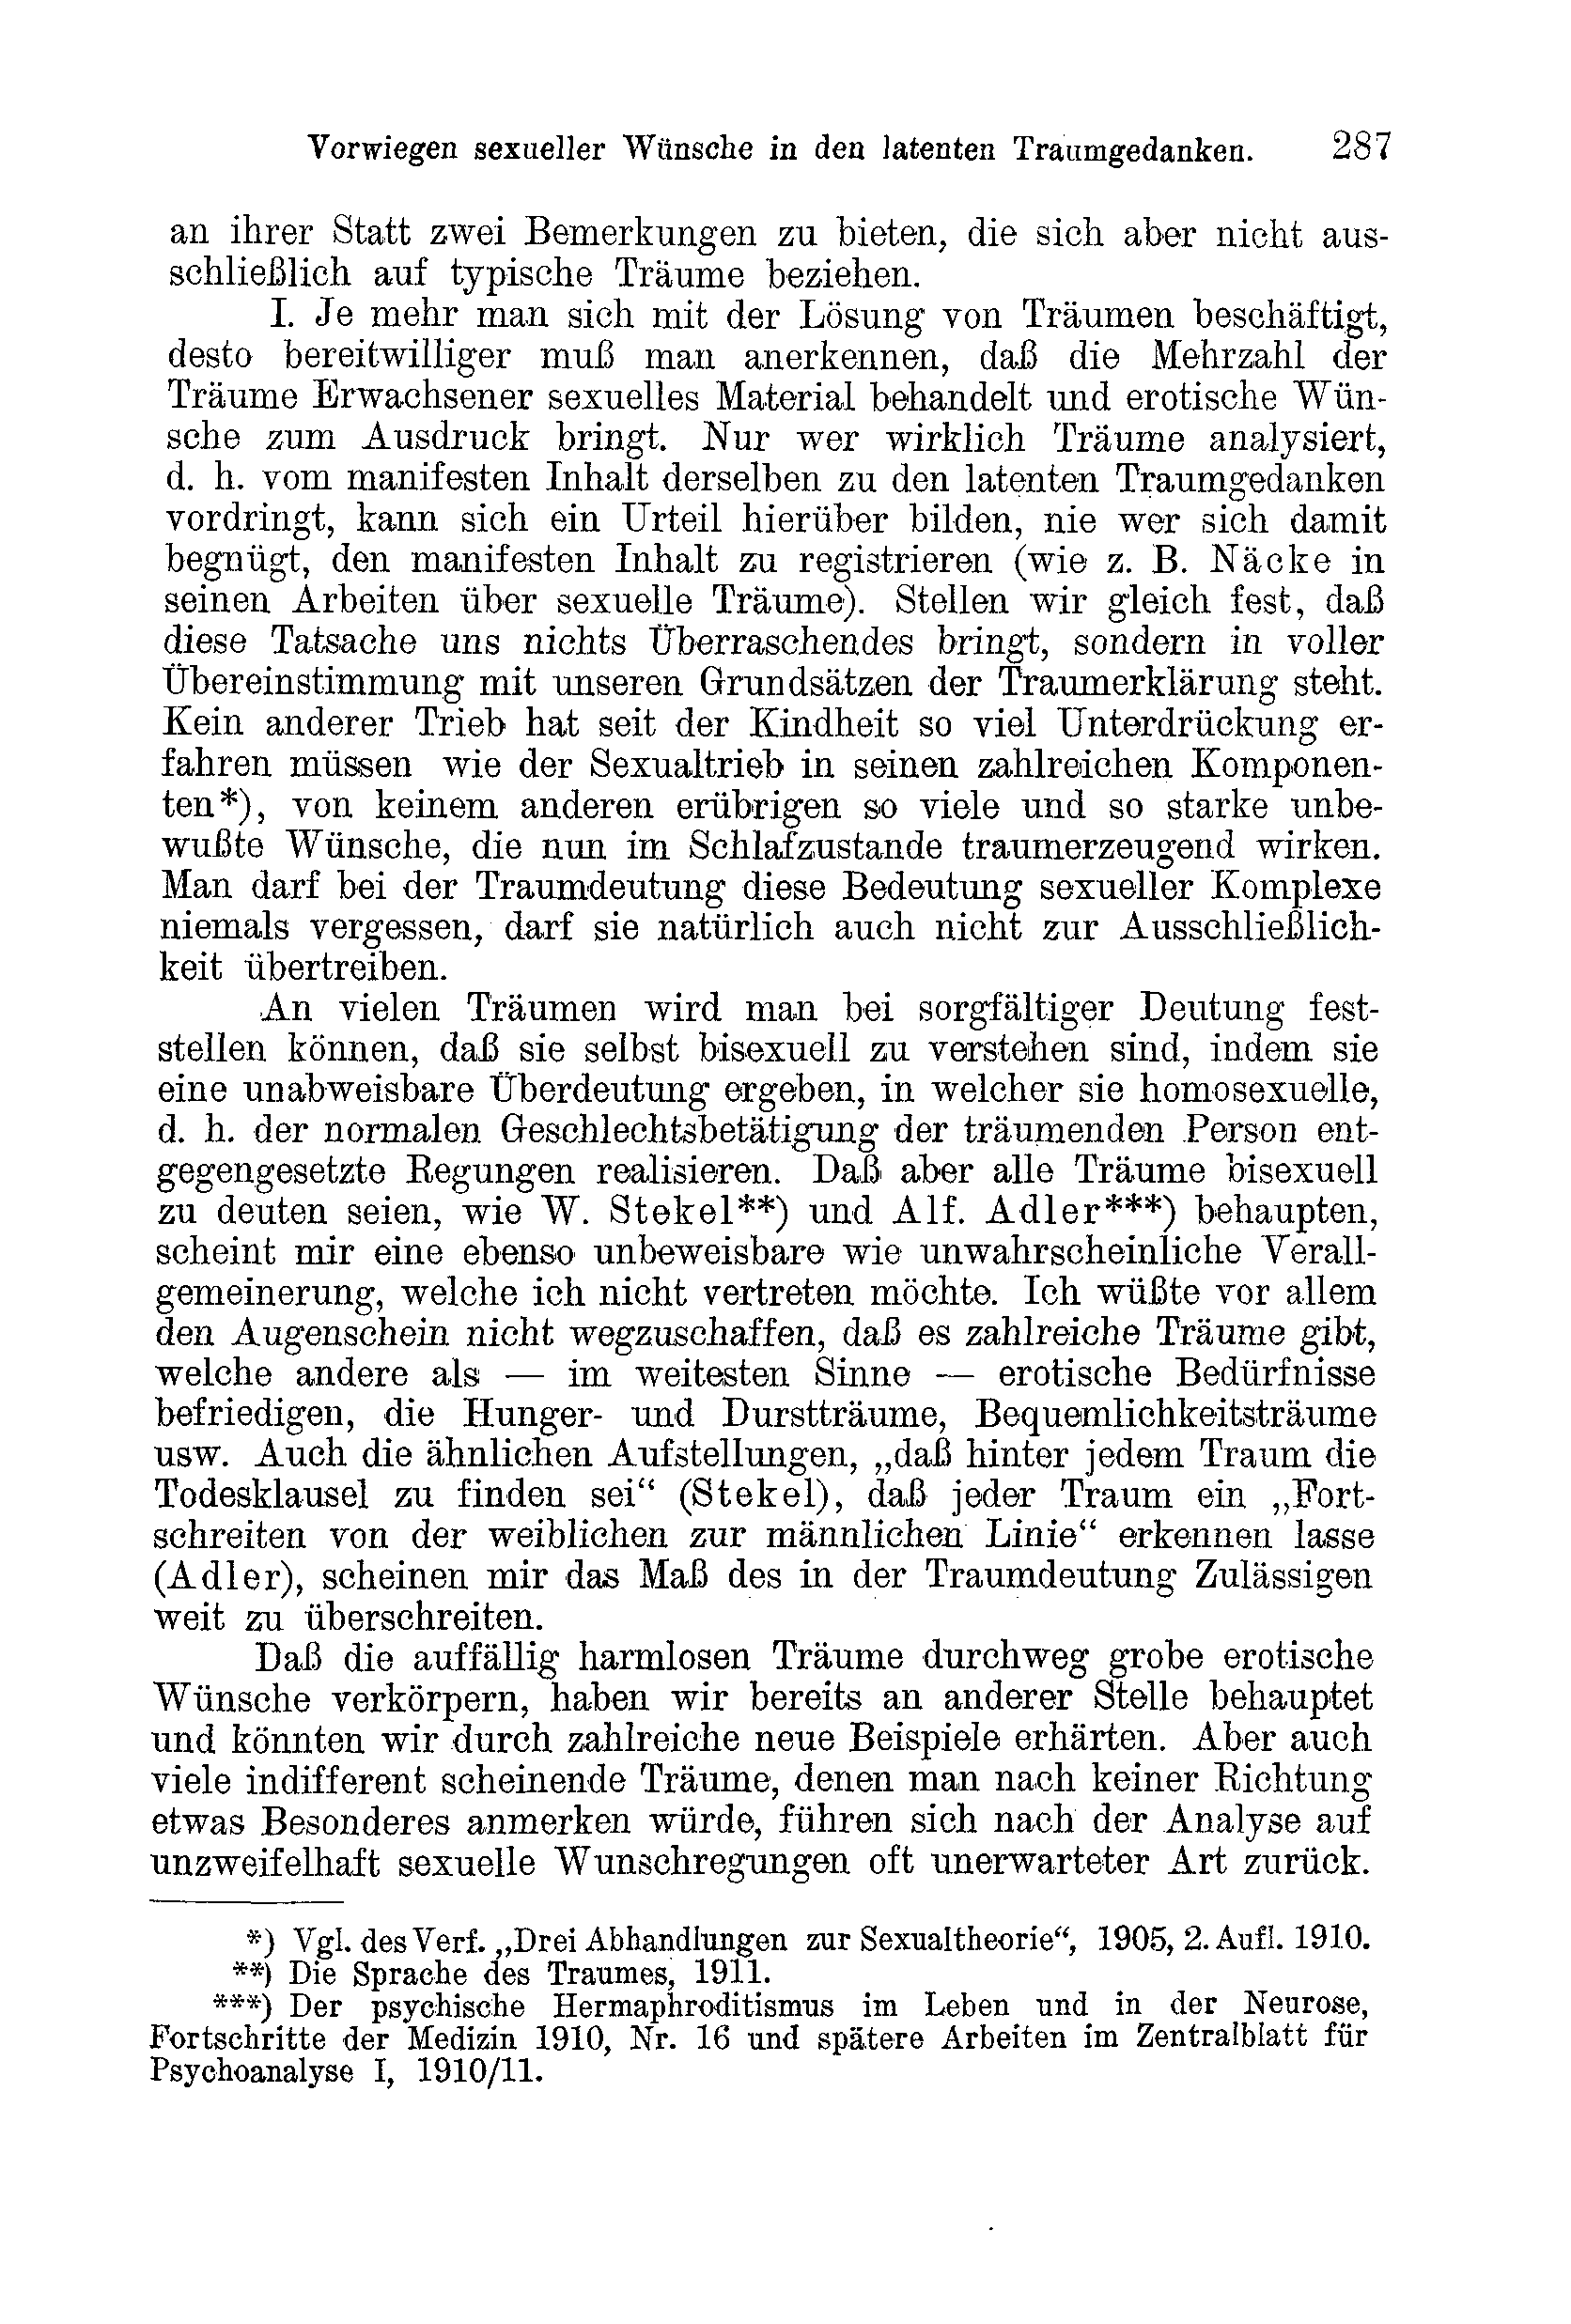 Vorwiegen sexueller Wünsche in den latenten Traumgedanken. 287
an ihrer Statt zwei Bemerkungen zu bieten, die sich aber nicht aus-
schließlich auf typische Träume beziehen.
I. Je mehr man sich mit der Lösung von Träumen beschäftigt,
desto bereitwilliger muß man anerkennen, daß die Mehrzahl der
Träume Erwachsener sexuelles Material behandelt und erotische Wün-
sche zum Ausdruck bringt. Nur wer wirklich Träume analysiert,
d. h. vom manifesten Inhalt derselben zu den latenten Traumgedanken
vordringt, kann sich ein Urteil hierüber bilden, nie wer sich damit
begnügt, den manifesten Inhalt zu registrieren (wie z. B. Näcke in
seinen Arbeiten über sexuelle Träume). Stellen wir gleich fest, daß
diese Tatsache uns nichts Überraschendes bringt, sondern in voller
Übereinstimmung mit unseren Grundsätzen der Traumerklärung steht.
Kein anderer Trieb hat seit der Kindheit so viel Unterdrückung er-
fahren müssen wie der Sexualtrieb in seinen zahlreichen Komponen-
ten*), von keinem anderen erübrigen so viele und so starke unbe-
wußte Wünsche, die nun im Schlafzustande traumerzeugend wirken.
Man darf bei der Traumdeutung diese Bedeutung sexueller Komplexe
niemals vergessen, darf sie natürlich auch nicht zur Ausschließlich-
keit übertreiben.
An vielen Träumen wird man bei sorgfältiger Deutung fest-
stellen können, daß sie selbst bisexuell zu verstehen sind, indem sie
eine unabweisbare Überdeutung ergeben, in welcher sie homosexuelle,
d. h. der normalen Geschlechtsbetätigung der träumenden Person ent-
gegengesetzte Regungen realisieren. Daß aber alle Träume bisexuell
zu deuten seien, wie W. Stekel**) und Alf. Adler***) behaupten,
scheint mir eine ebenso unbeweisbare wie unwahrscheinliche Verall-
gemeinerung, welche ich nicht vertreten möchte. Ich wüßte vor allem
den Augenschein nicht wegzuschaffen, daß es zahlreiche Träume gibt,
welche andere als — im weitesten Sinne — erotische Bedürfnisse
befriedigen, die Hunger- und Durstträume, Bequemlichkeitsträume
usw. Auch die ähnlichen Aufstellungen, „daß hinter jedem Traum die
Todesklausel zu finden sei“ (Stekel), daß jeder Traum ein „Fort-
schreiten von der weiblichen zur männlichen Linie“ erkennen lasse
(Adler), scheinen mir das Maß des in der Traumdeutung Zulässigen
weit zu überschreiten.
Daß die auffällig harmlosen Träume durchweg grobe erotische
Wünsche verkörpern, haben wir bereits an anderer Stelle behauptet
und könnten wir durch zahlreiche neue Beispiele erhärten. Aber auch
viele indifferent scheinende Träume, denen man nach keiner Richtung
etwas Besonderes anmerken würde, führen sich nach der Analyse auf
unzweifelhaft sexuelle Wunschregungen oft unerwarteter Art zurück.
*) Vgl. des Verf. „Drei Abhandlungen zur Sexualtheorie“, 1905, 2. Aufl. 1910.
**) Die Sprache des Traumes, 1911.
***) Der psychische Hermaphroditismus im Leben und in der Neurose,
Fortschritte der Medizin 1910, Nr. 16 und spätere Arbeiten im Zentralblatt für
Psychoanalyse I, 1910/11.